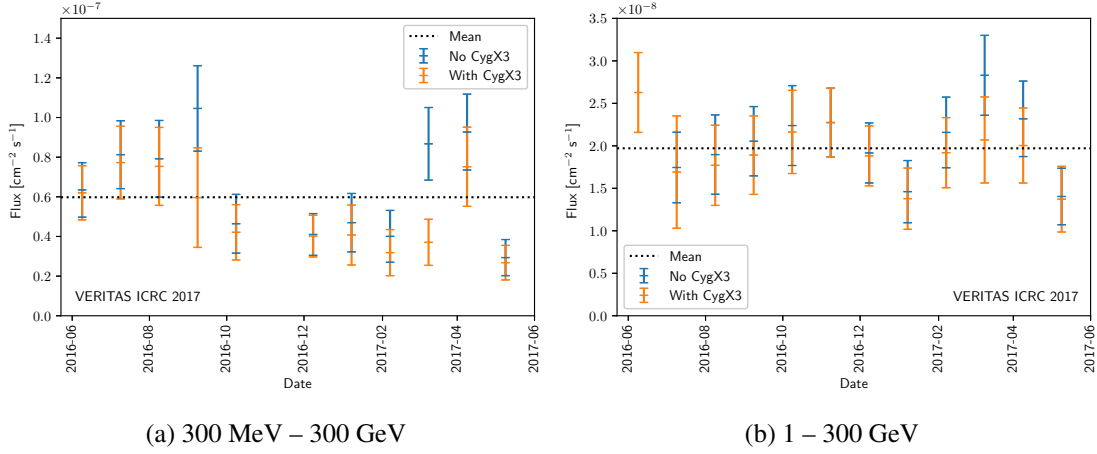 ×10−7
1.4
1.2
1.0
0.8
0.6
0.4
0.2
0.0
Flux [cm−2 s−1]
Mean
No CygX3
With CygX3
VERITAS ICRC 2017
2016-06
2016-08
2016-10
2016-12
2017-02
2017-04
2017-06
Date
(a) 300 MeV – 300 GeV
×10−8
3.5
3.0
2.5
2.0
1.5
1.0
0.5
0.0
Flux [cm−2 s−1]
Mean
No CygX3
With CygX3
VERITAS ICRC 2017
2016-06
2016-08
2016-10
2016-12
2017-02
2017-04
2017-06
Date
(b) 1 – 300 GeV